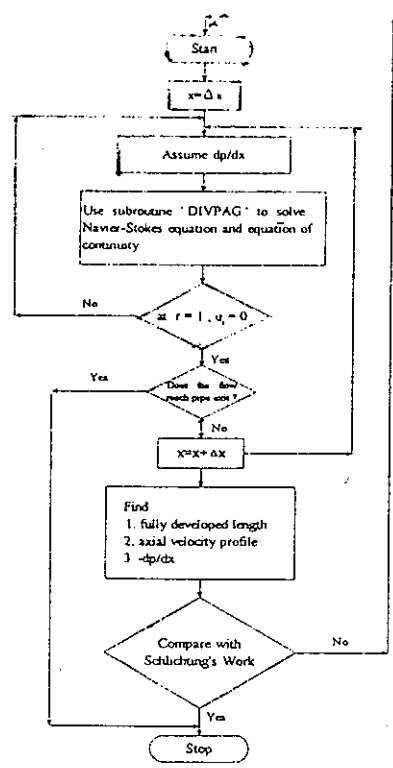 Start
x=Δx
Assume dp/dx
Use subroutine 'DIVPAG' to solve
Navier-Stokes equation and equation of
continuity
No
at r = 1 , u = 0
Yes
Yes
Does the flow
reach pipe axis ?
No
x=x+Δx
Find
1. fully developed length
2. axial velocity profile
3 -dp/dx
Compare with
Schlichting's Work
No
Yes
Stop